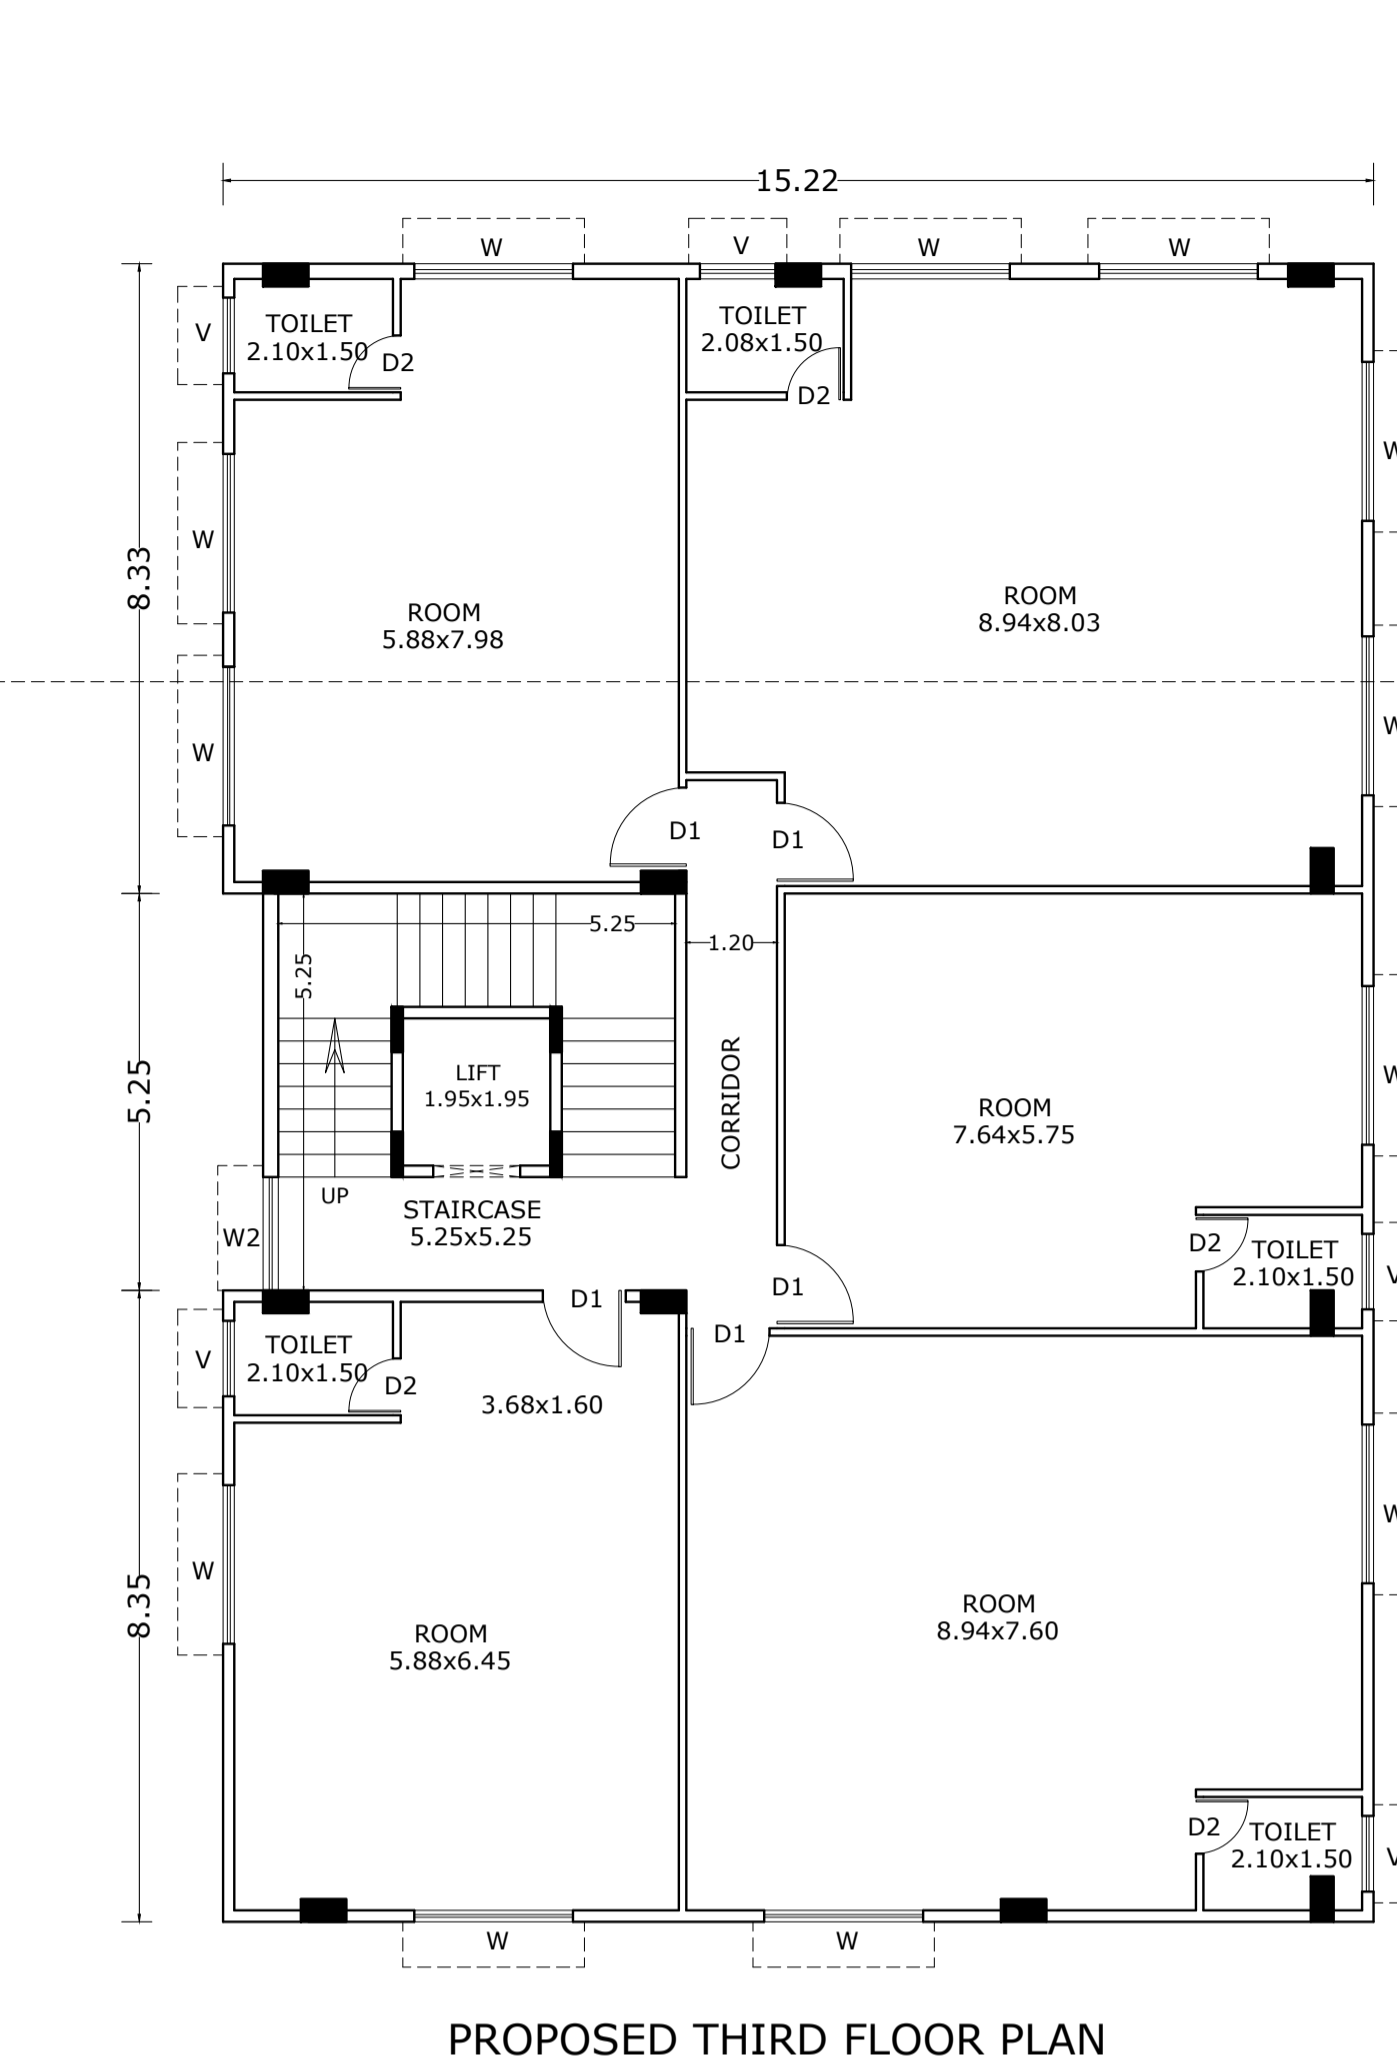 15.22
W
V
W
W
V
TOILET
2.10x1.50
D2
TOILET
2.08x1.50
D2
W
W
8.33
W
ROOM
5.88x7.98
ROOM
8.94x8.03
W
W
D1
D1
5.25
1.20
5.25
5.25
LIFT
1.95x1.95
CORRIDOR
W
ROOM
7.64x5.75
UP
STAIRCASE
5.25x5.25
W2
D2
TOILET
2.10x1.50
V
D1
D1
D1
V
TOILET
2.10x1.50
D2
3.68x1.60
W
W
8.35
ROOM
5.88x6.45
ROOM
8.94x7.60
D2
TOILET
2.10x1.50
V
W
W
PROPOSED THIRD FLOOR PLAN